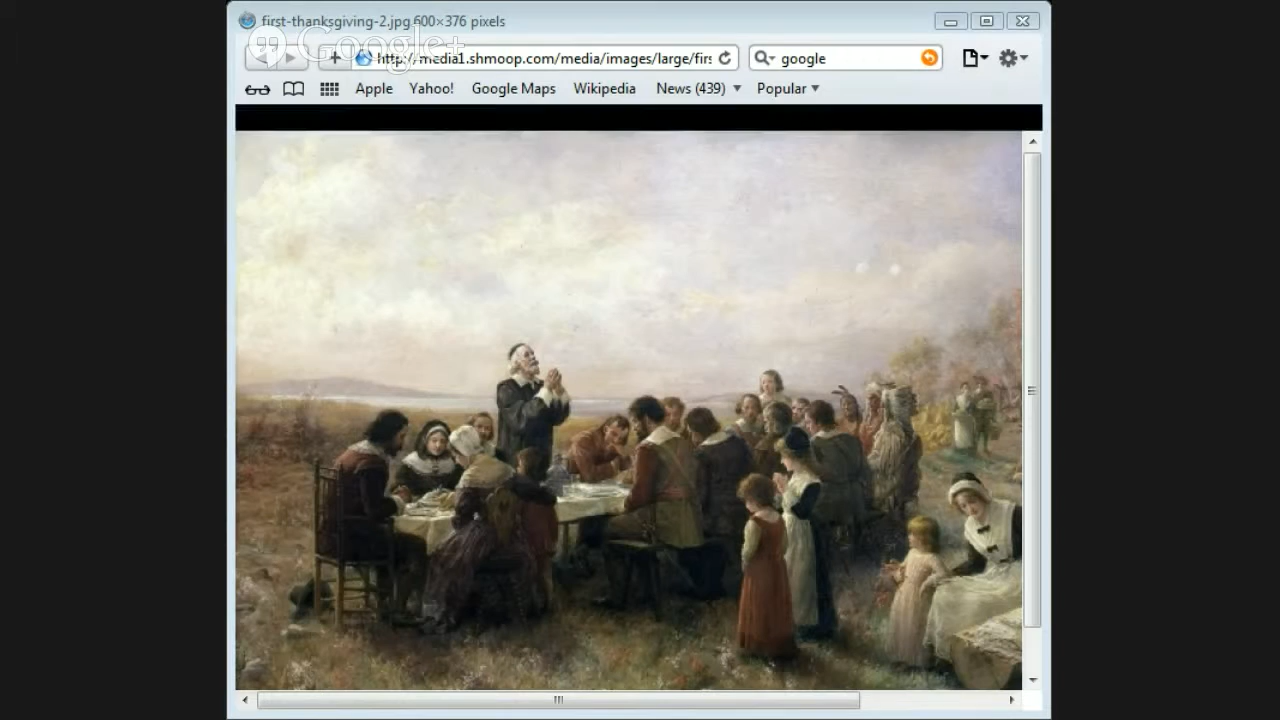 first-thanksgiving-2.jpg 600×376 pixels
Google+
http://media1.shmoop.com/media/images/large/firs
google
Apple Yahoo! Google Maps Wikipedia News (439) Popular